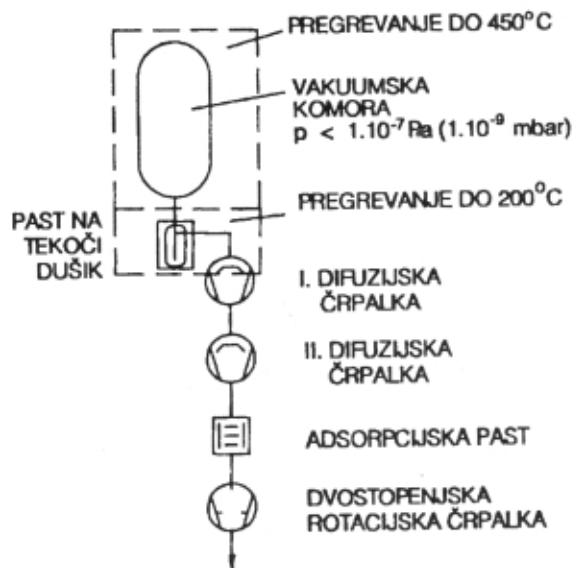 PREGREVANJE DO 450°C
VAKUUMSKA
KOMORA
p < 1.10⁻⁷ Pa (1.10⁻⁹ mbar)
PREGREVANJE DO 200°C
PAST NA
TEKOČI
DUŠIK
I. DIFUZIJSKA
ČRPALKA
II. DIFUZIJSKA
ČRPALKA
ADSORPCIJSKA PAST
DVOSTOPENJSKA
ROTACIJSKA ČRPALKA